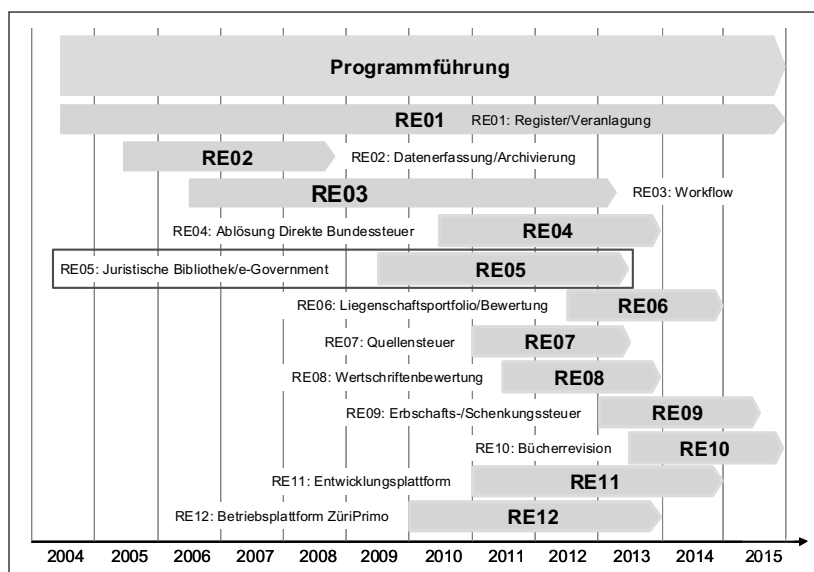 Programmführung
RE01 RE01: Register/Veranlagung
RE02 RE02: Datenerfassung/Archivierung
RE03 RE03: Workflow
RE04: Ablösung Direkte Bundessteuer RE04
RE05: Juristische Bibliothek/e-Government RE05
RE06: Liegenschaftsportfolio/Bewertung RE06
RE07: Quellensteuer RE07
RE08: Wertschriftenbewertung RE08
RE09: Erbschafts-/Schenkungssteuer RE09
RE10: Bücherrevision RE10
RE11: Entwicklungsplattform RE11
RE12: Betriebsplattform ZüriPrimo RE12
2004 2005 2006 2007 2008 2009 2010 2011 2012 2013 2014 2015